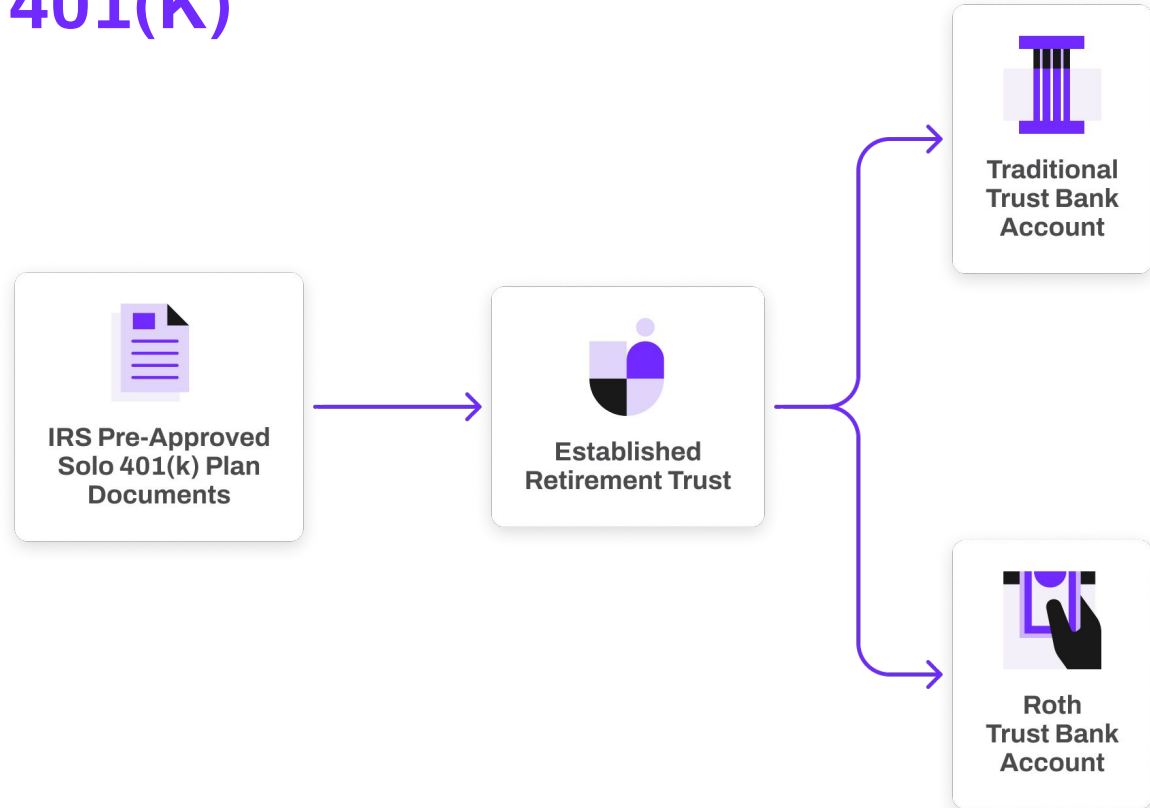 401(K)
Traditional
Trust Bank
Account
IRS Pre-Approved
Solo 401(k) Plan
Documents
Established
Retirement Trust
Roth
Trust Bank
Account